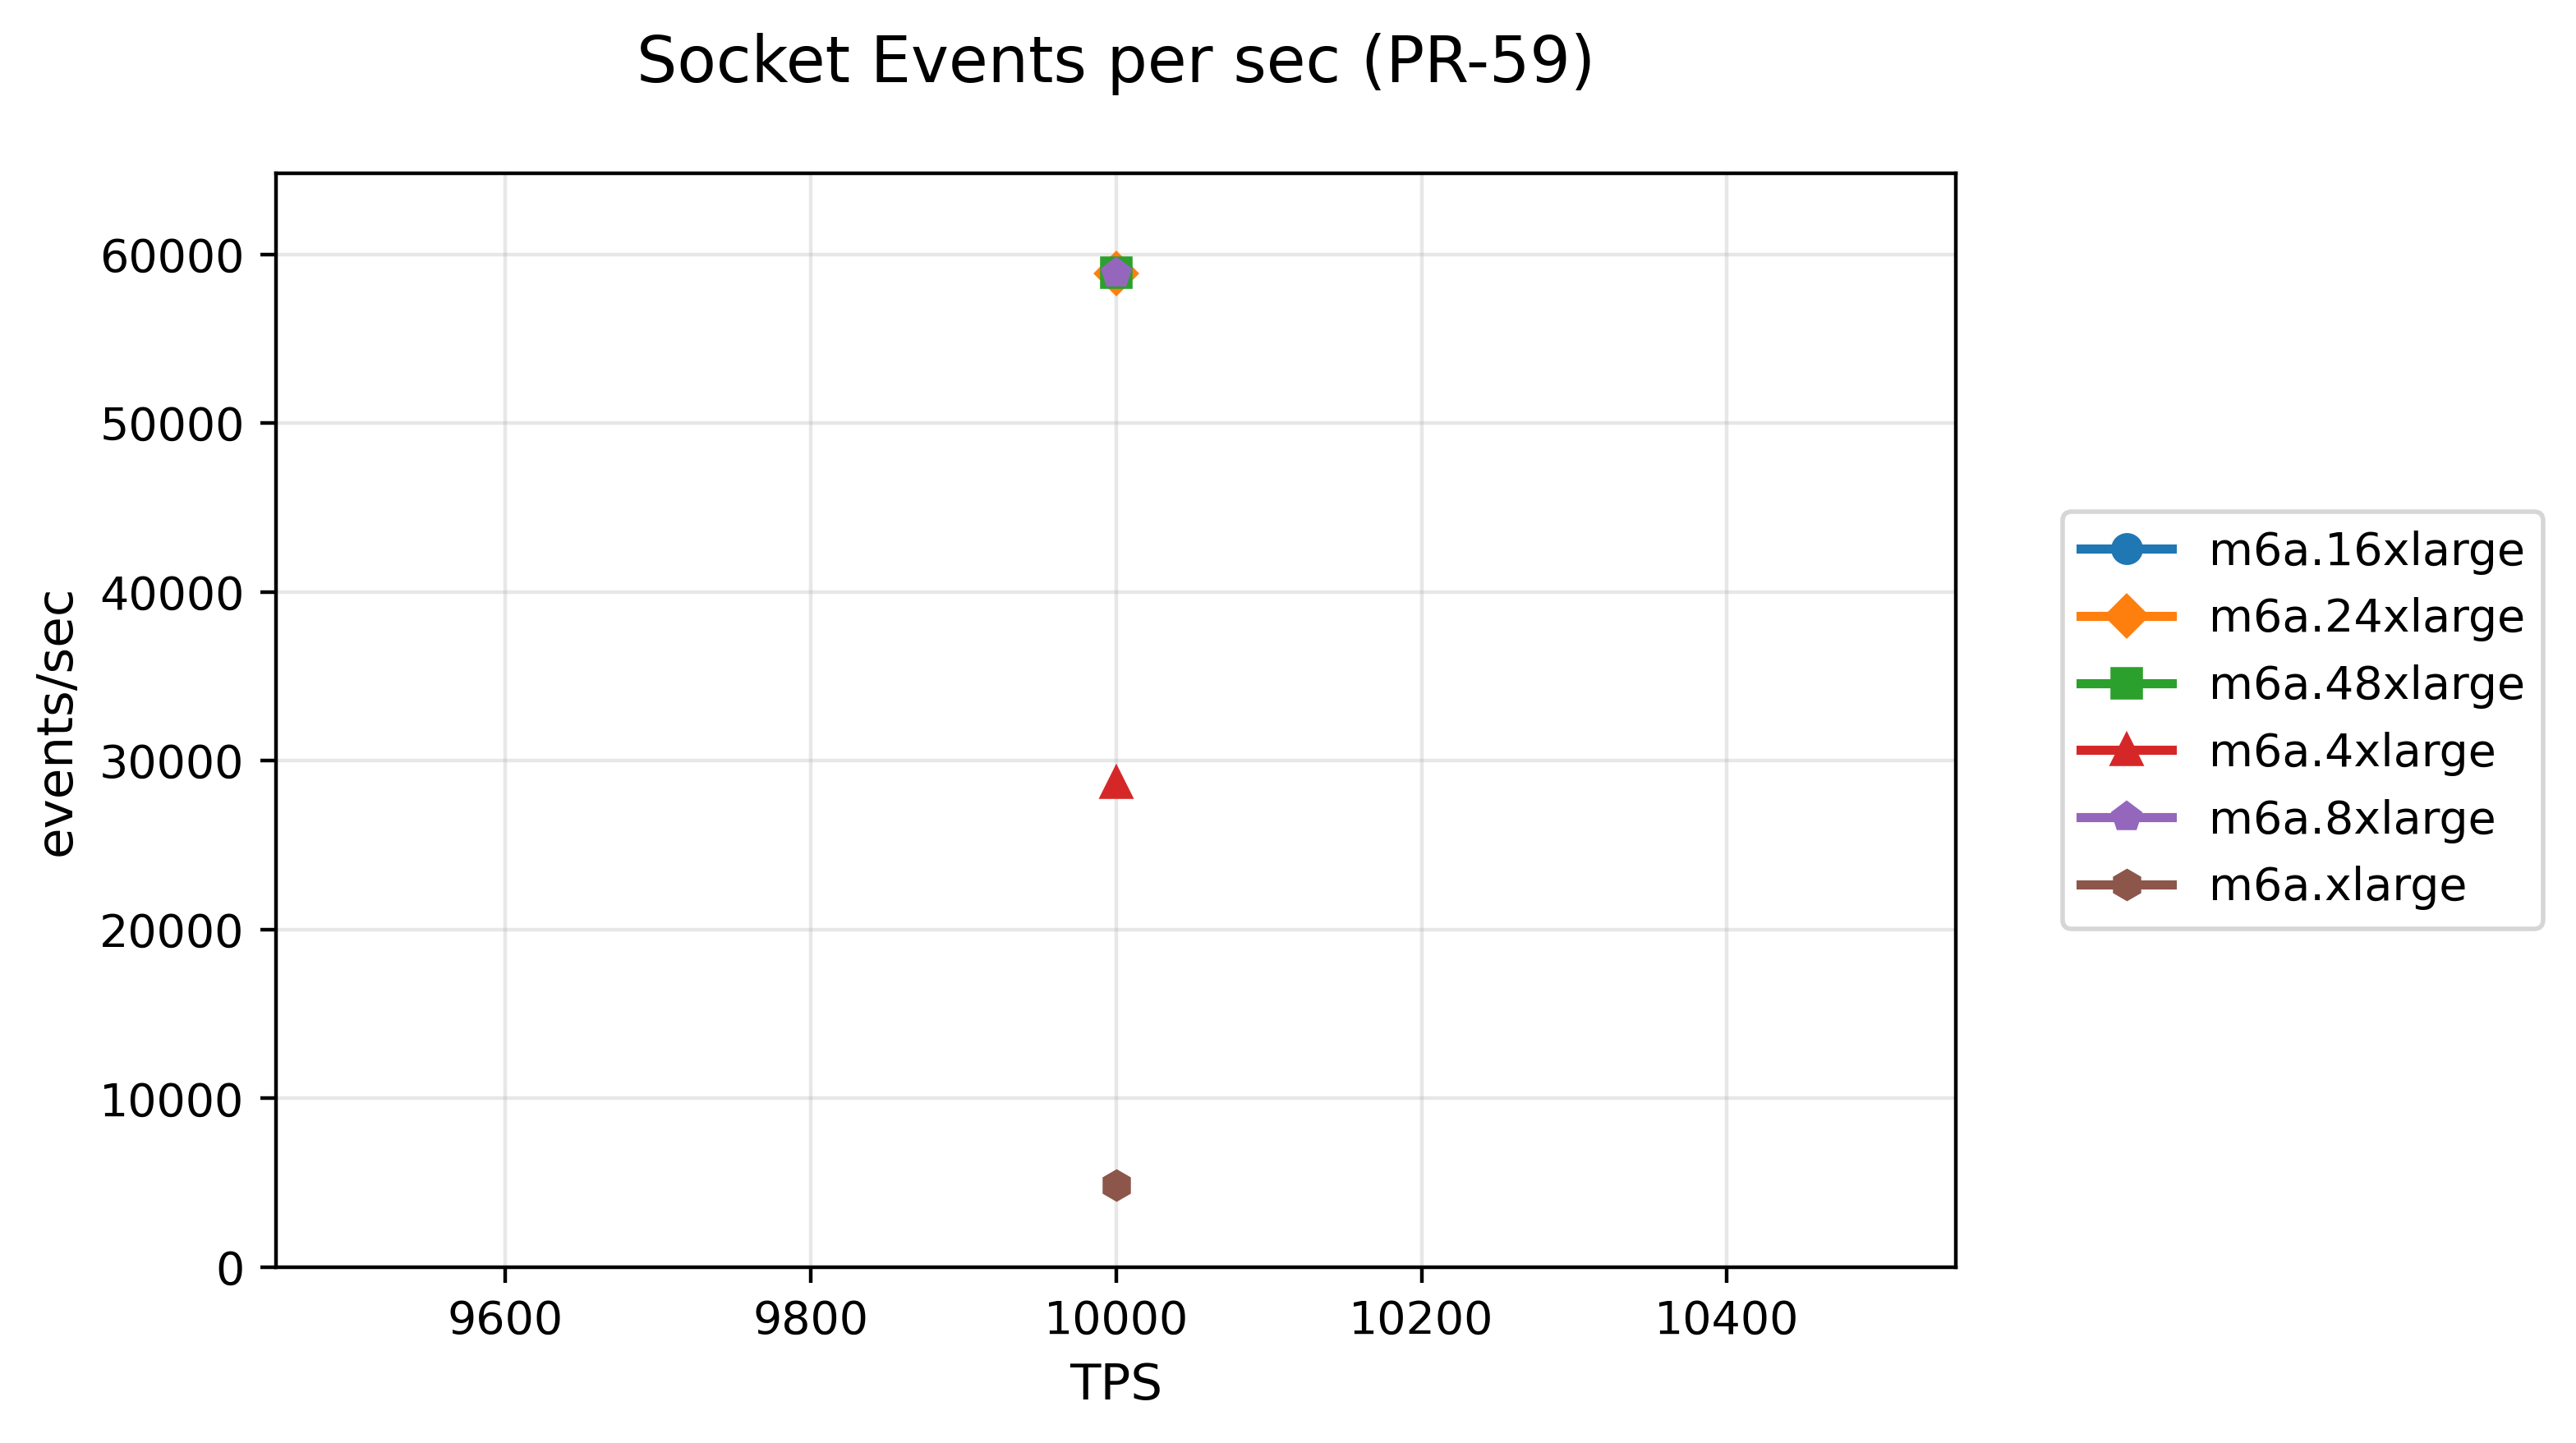 Socket Events per sec (PR-59)
60000
50000
40000
30000
20000
10000
0
events/sec
9600 9800 10000 10200 10400
TPS
m6a.16xlarge
m6a.24xlarge
m6a.48xlarge
m6a.4xlarge
m6a.8xlarge
m6a.xlarge